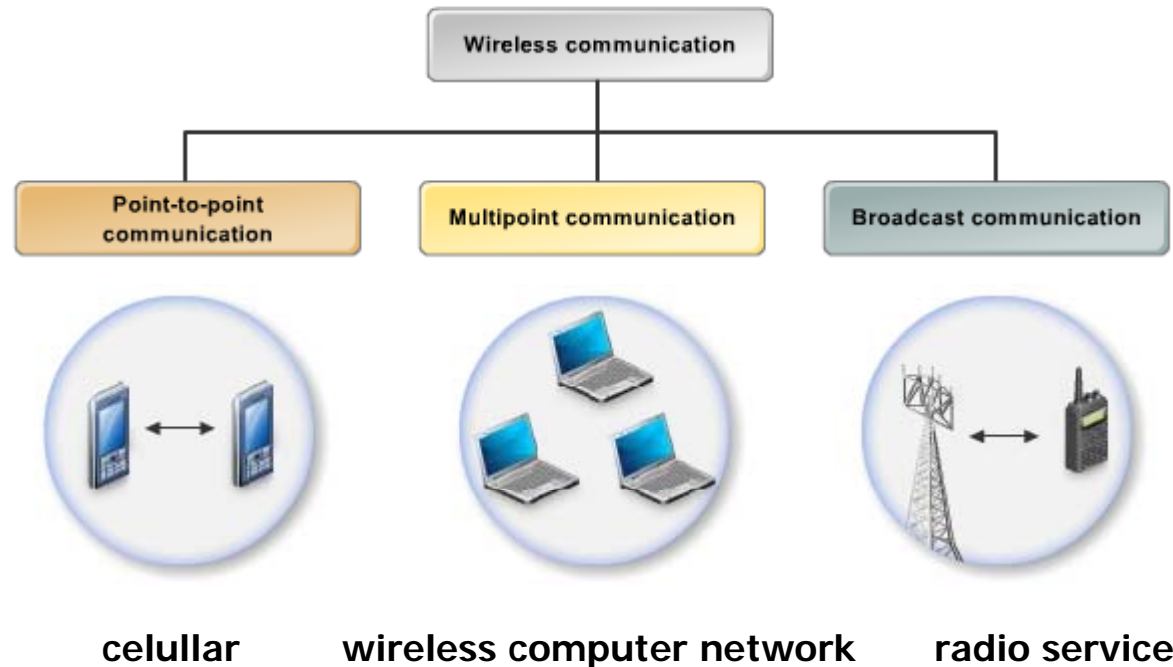 Wireless communication
Point-to-point
communication
Multipoint communication
Broadcast communication
celullar
wireless computer network
radio service